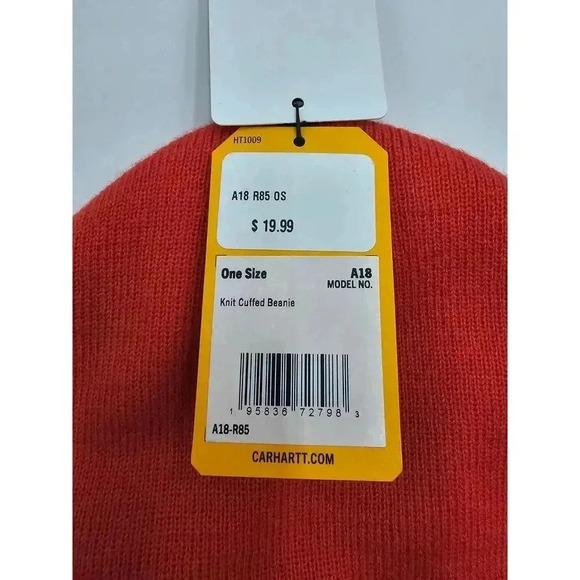 HT1009
A18 R85 OS
$ 19.99
One Size A18
MODEL NO.
Knit Cuffed Beanie
1 95836 72798 3
A18-R85
CARHARTT.COM